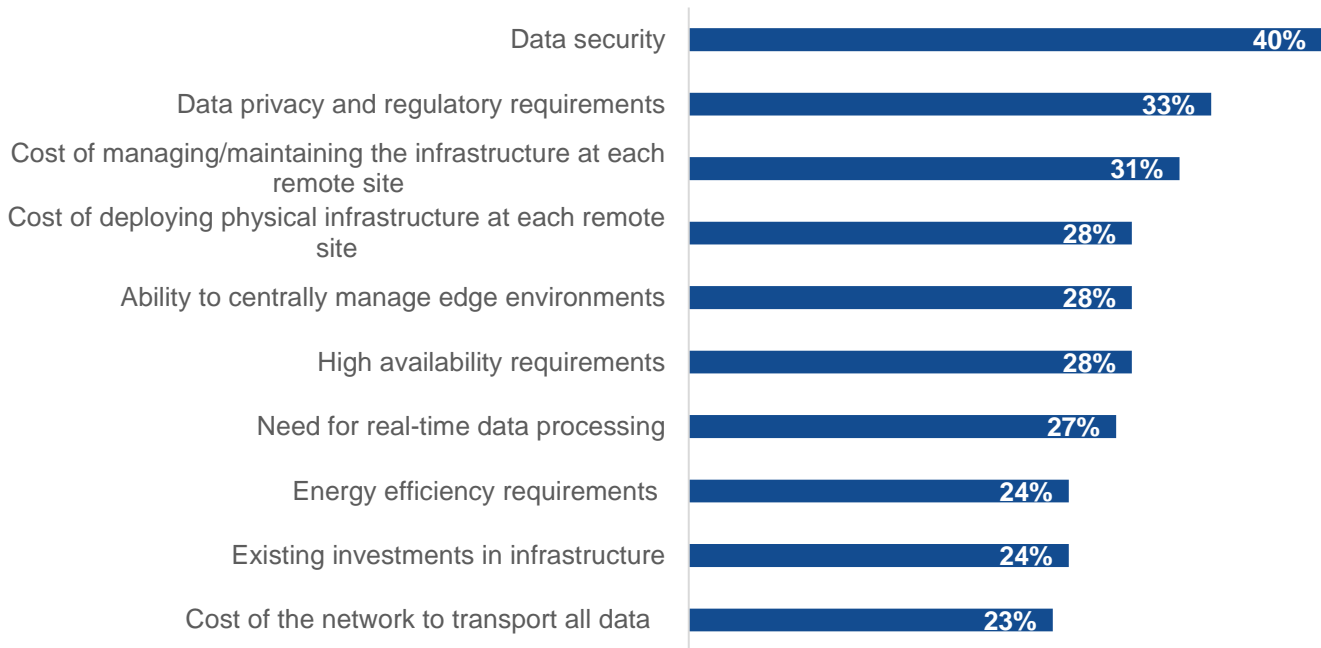 Data security
40%
Data privacy and regulatory requirements
33%
Cost of managing/maintaining the infrastructure at each
remote site
31%
Cost of deploying physical infrastructure at each remote
site
28%
Ability to centrally manage edge environments
28%
High availability requirements
28%
Need for real-time data processing
27%
Energy efficiency requirements
24%
Existing investments in infrastructure
24%
Cost of the network to transport all data
23%